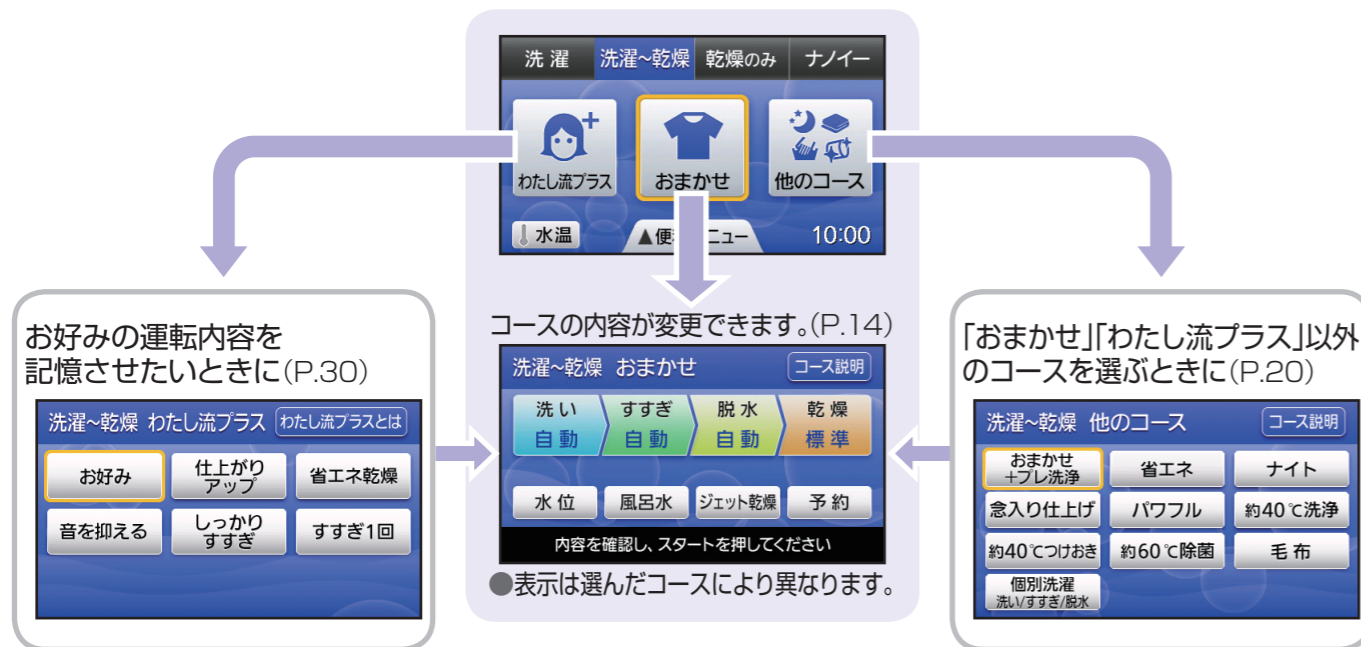 洗 濯 洗濯~乾燥 乾燥のみ ナノイー
わたし流プラス おまかせ 他のコース
水温 ▲便 ニュー 10:00
お好みの運転内容を
記憶させたいときに(P.30)
洗濯~乾燥 わたし流プラス わたし流プラスとは
お好み 仕上がり
アップ 省エネ乾燥
音を抑える しっかり
すすぎ すすぎ1回
コースの内容が変更できます。(P.14)
洗濯~乾燥 おまかせ コース説明
洗 い すすぎ 脱 水 乾 燥
自 動 自 動 自 動 標 準
水 位 風呂水 ジェット乾燥 予 約
内容を確認し、スタートを押してください
●表示は選んだコースにより異なります。
「おまかせ」「わたし流プラス」以外
のコースを選ぶときに(P.20)
洗濯~乾燥 他のコース コース説明
おまかせ
+プレ洗浄 省エネ ナイト
念入り仕上げ パワフル 約40℃洗浄
約40℃つけおき 約60℃除菌 毛 布
個別洗濯
洗い/すすぎ/脱水